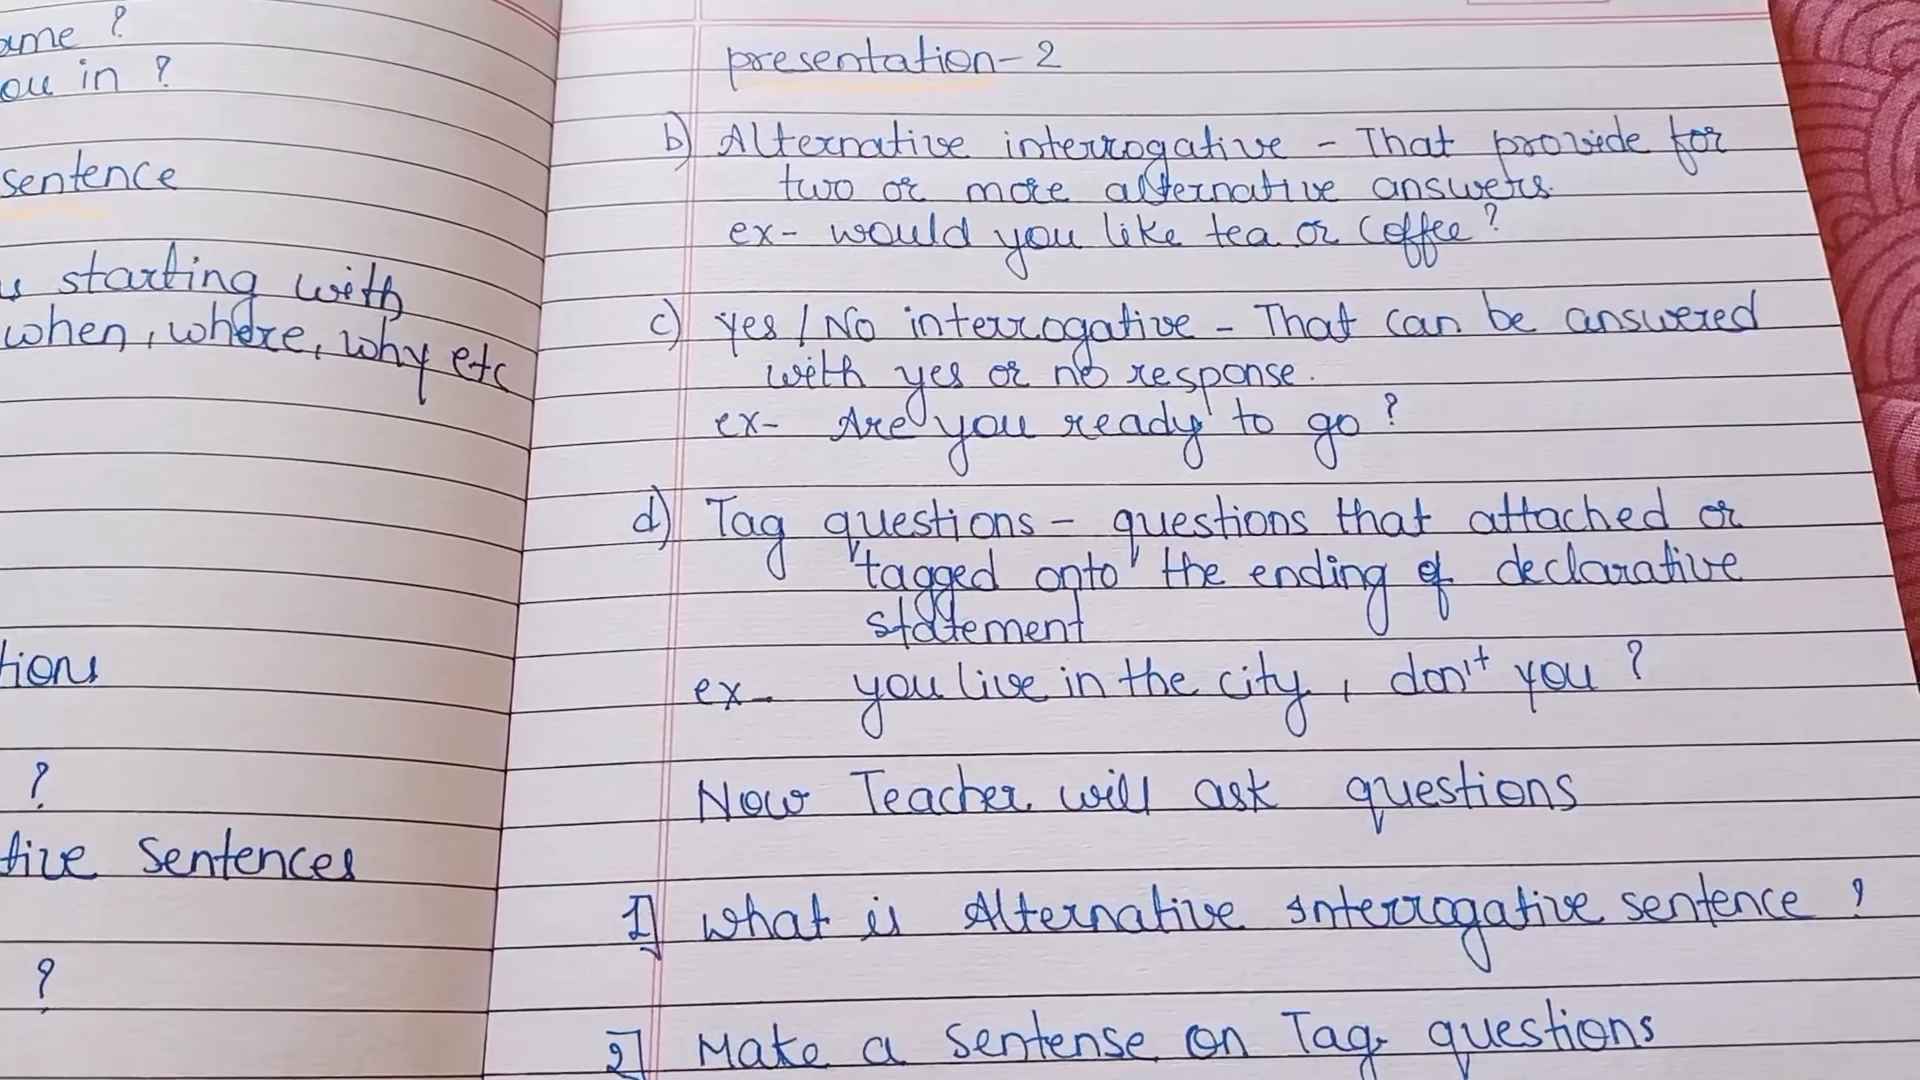 ame ?
ou in ?
sentence
s starting with
when, where, why etc
tions
?
tive Sentences
?
presentation-2
b) Alternative interrogative - That provide for
two or more alternative answers.
ex- would you like tea or Coffee?
c) yes/No interrogative - That can be answered
with yes or no response.
ex- Are you ready to go?
d) Tag questions - questions that attached or
tagged onto the ending of declarative
statement
ex- you live in the city, don't you?
Now Teacher will ask questions
1] what is Alternative Interrogative sentence ?
2] Make a sentense on Tag questions